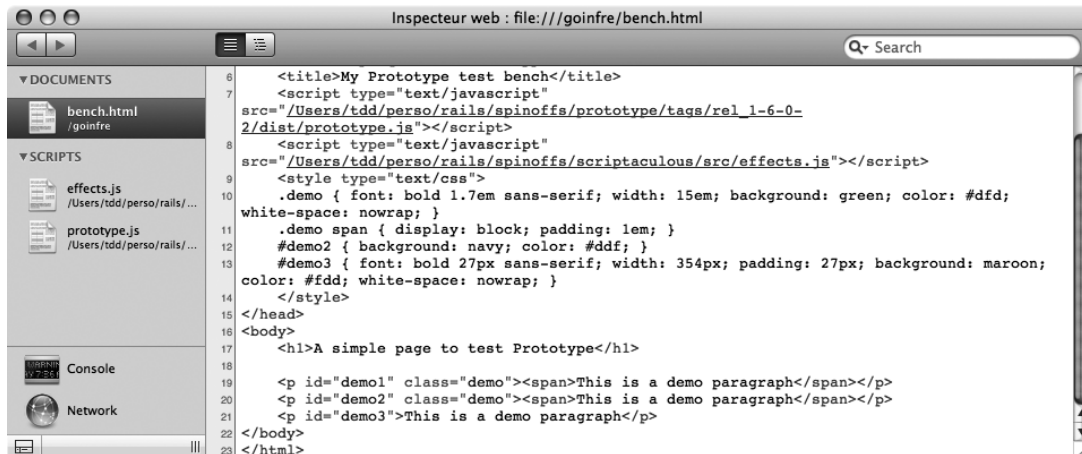 Inspecteur web : file:///goinfre/bench.html
Search
DOCUMENTS
bench.html
/goinfre
SCRIPTS
effects.js
/Users/tdd/perso/rails/...
prototype.js
/Users/tdd/perso/rails/...
Console
Network
6 <title>My Prototype test bench</title>
7 <script type="text/javascript"
src="/Users/tdd/perso/rails/spinoffs/prototype/tags/rel_1-6-0-
2/dist/prototype.js"></script>
8 <script type="text/javascript"
src="/Users/tdd/perso/rails/spinoffs/scriptaculous/src/effects.js"></script>
9 <style type="text/css">
10 .demo { font: bold 1.7em sans-serif; width: 15em; background: green; color: #dfd;
white-space: nowrap; }
11 .demo span { display: block; padding: 1em; }
12 #demo2 { background: navy; color: #ddf; }
13 #demo3 { font: bold 27px sans-serif; width: 354px; padding: 27px; background: maroon;
color: #fdd; white-space: nowrap; }
14 </style>
15 </head>
16 <body>
17 <h1>A simple page to test Prototype</h1>
18
19 <p id="demo1" class="demo"><span>This is a demo paragraph</span></p>
20 <p id="demo2" class="demo"><span>This is a demo paragraph</span></p>
21 <p id="demo3">This is a demo paragraph</p>
22 </body>
23 </html>